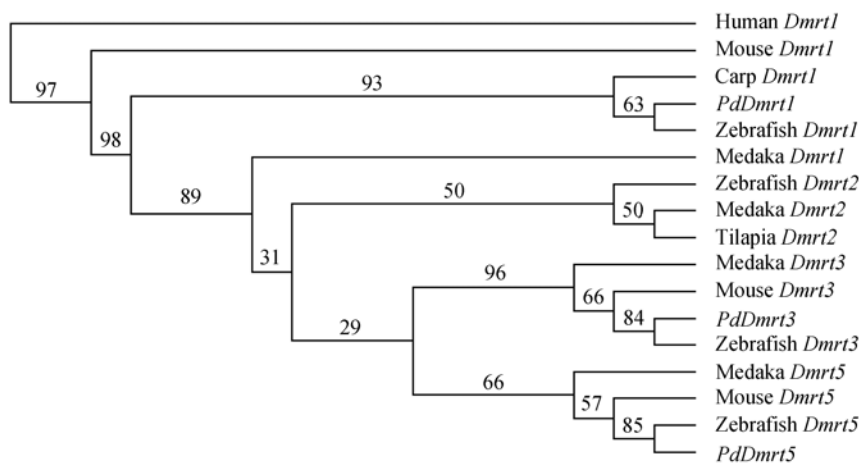 Human Dmrt1
Mouse Dmrt1
Carp Dmrt1
93
97
63
PdDmrt1
Zebrafish Dmrt1
98
Medaka Dmrt1
89
Zebrafish Dmrt2
50
50
Medaka Dmrt2
Tilapia Dmrt2
31
Medaka Dmrt3
96
66
Mouse Dmrt3
84
PdDmrt3
29
Zebrafish Dmrt3
Medaka Dmrt5
66
57
Mouse Dmrt5
85
Zebrafish Dmrt5
PdDmrt5